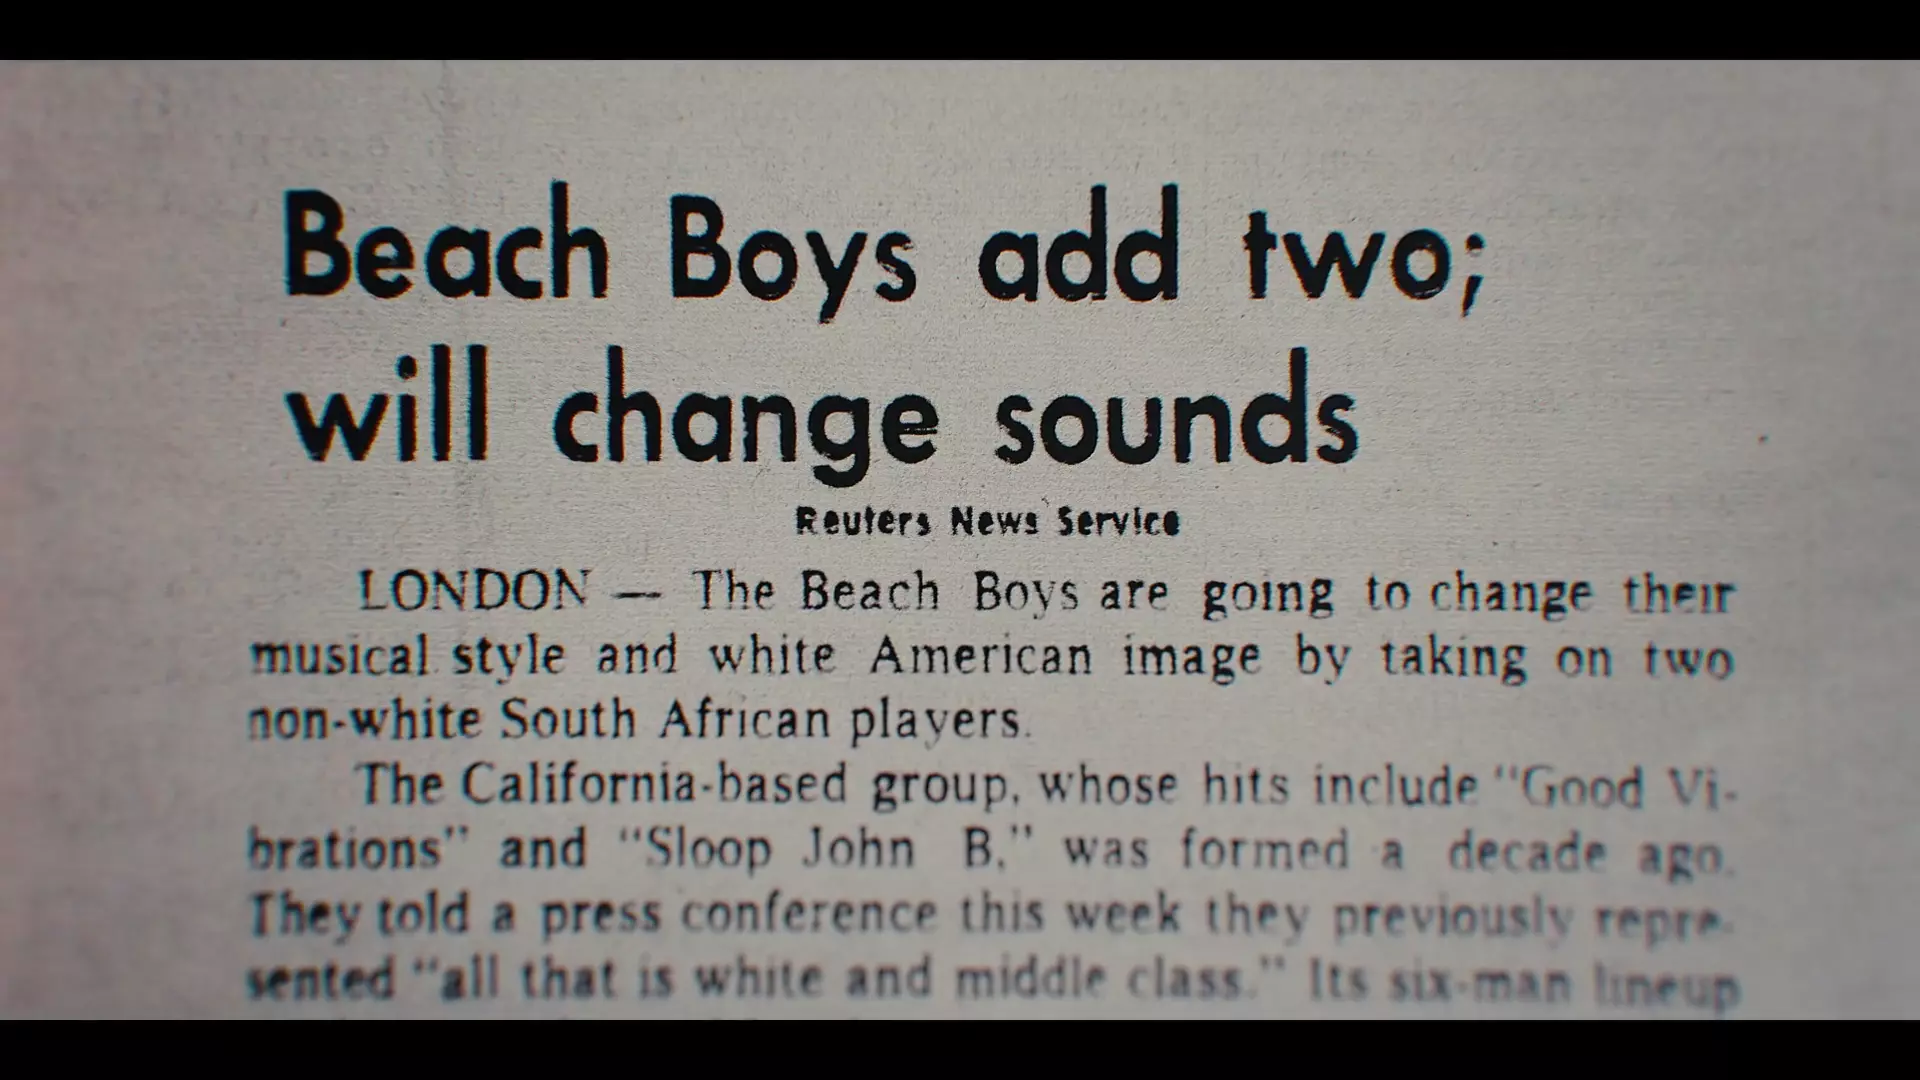 Beach Boys add two;
will change sounds
Reuters News Service
LONDON — The Beach Boys are going to change their
musical style and white American image by taking on two
non-white South African players.
The California-based group, whose hits include "Good Vi-
brations" and "Sloop John B," was formed a decade ago.
They told a press conference this week they previously repre-
sented "all that is white and middle class." Its six-man lineup